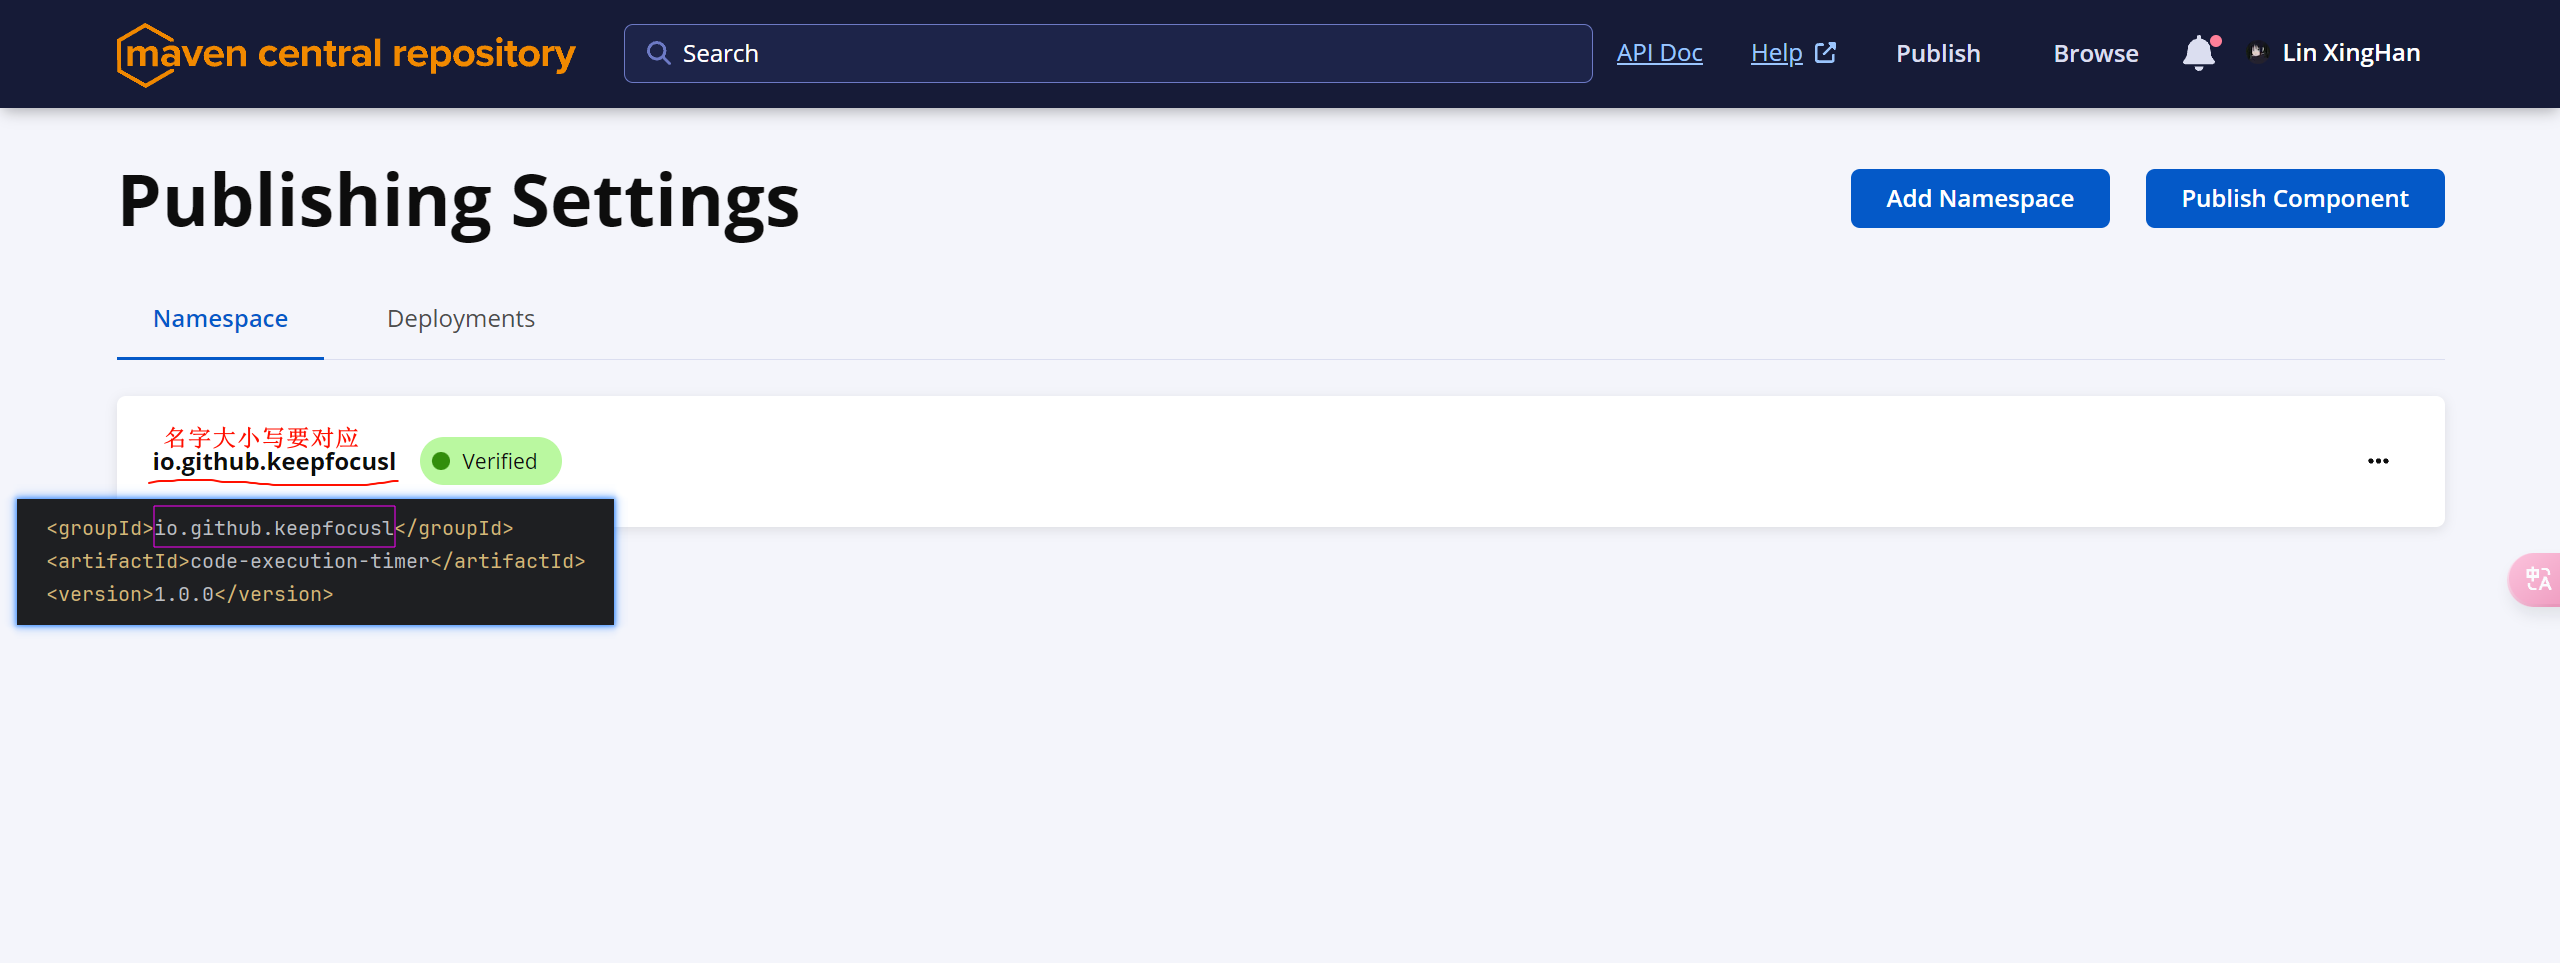 maven central repository
Search
API Doc
Help
Publish
Browse
Lin XingHan
Publishing Settings
Add Namespace
Publish Component
Namespace
Deployments
名字大小写要对应
io.github.keepfocusl
Verified
<groupId>io.github.keepfocusl</groupId>
<artifactId>code-execution-timer</artifactId>
<version>1.0.0</version>
中A